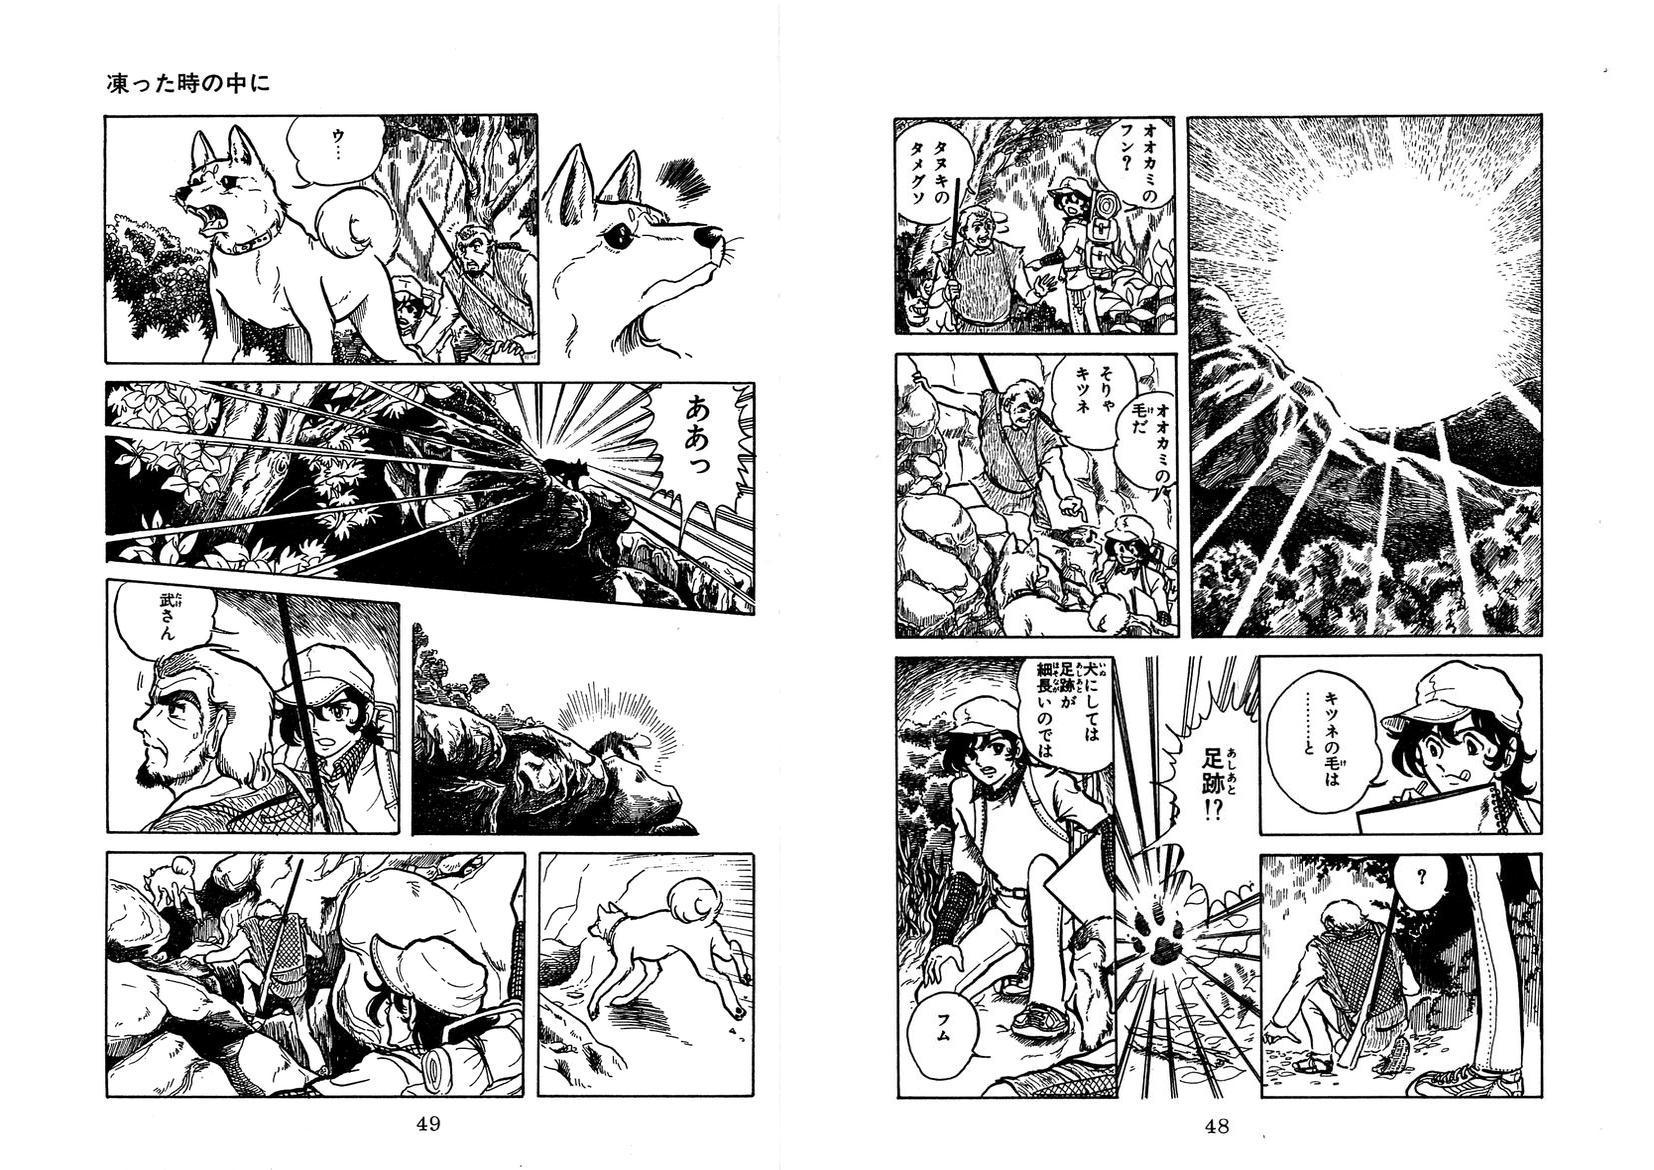 オオカミの
フン?
タヌキの
タメグソ
オオカミの
毛だ
そりゃ
キツネ
キツネの毛は
………と
?
足跡!?
犬にしては
足跡が
細長いのでは
フム
48
凍った時の中に
ウ…
ああっ
武さん
49